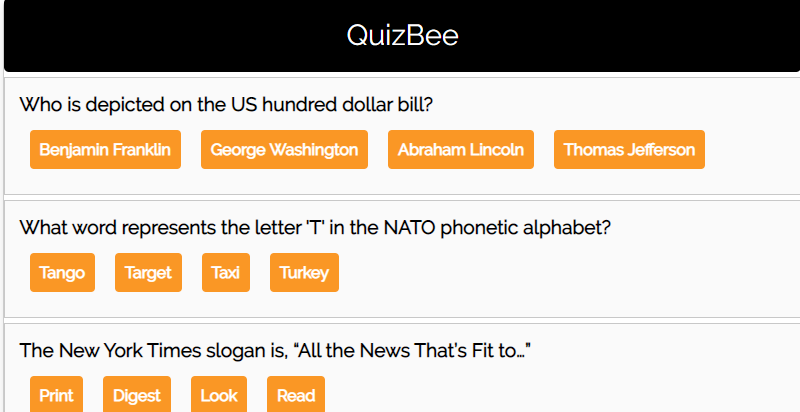 QuizBee
Who is depicted on the US hundred dollar bill?
Benjamin Franklin George Washington Abraham Lincoln Thomas Jefferson
What word represents the letter 'T' in the NATO phonetic alphabet?
Tango Target Taxi Turkey
The New York Times slogan is, “All the News That’s Fit to…”
Print Digest Look Read